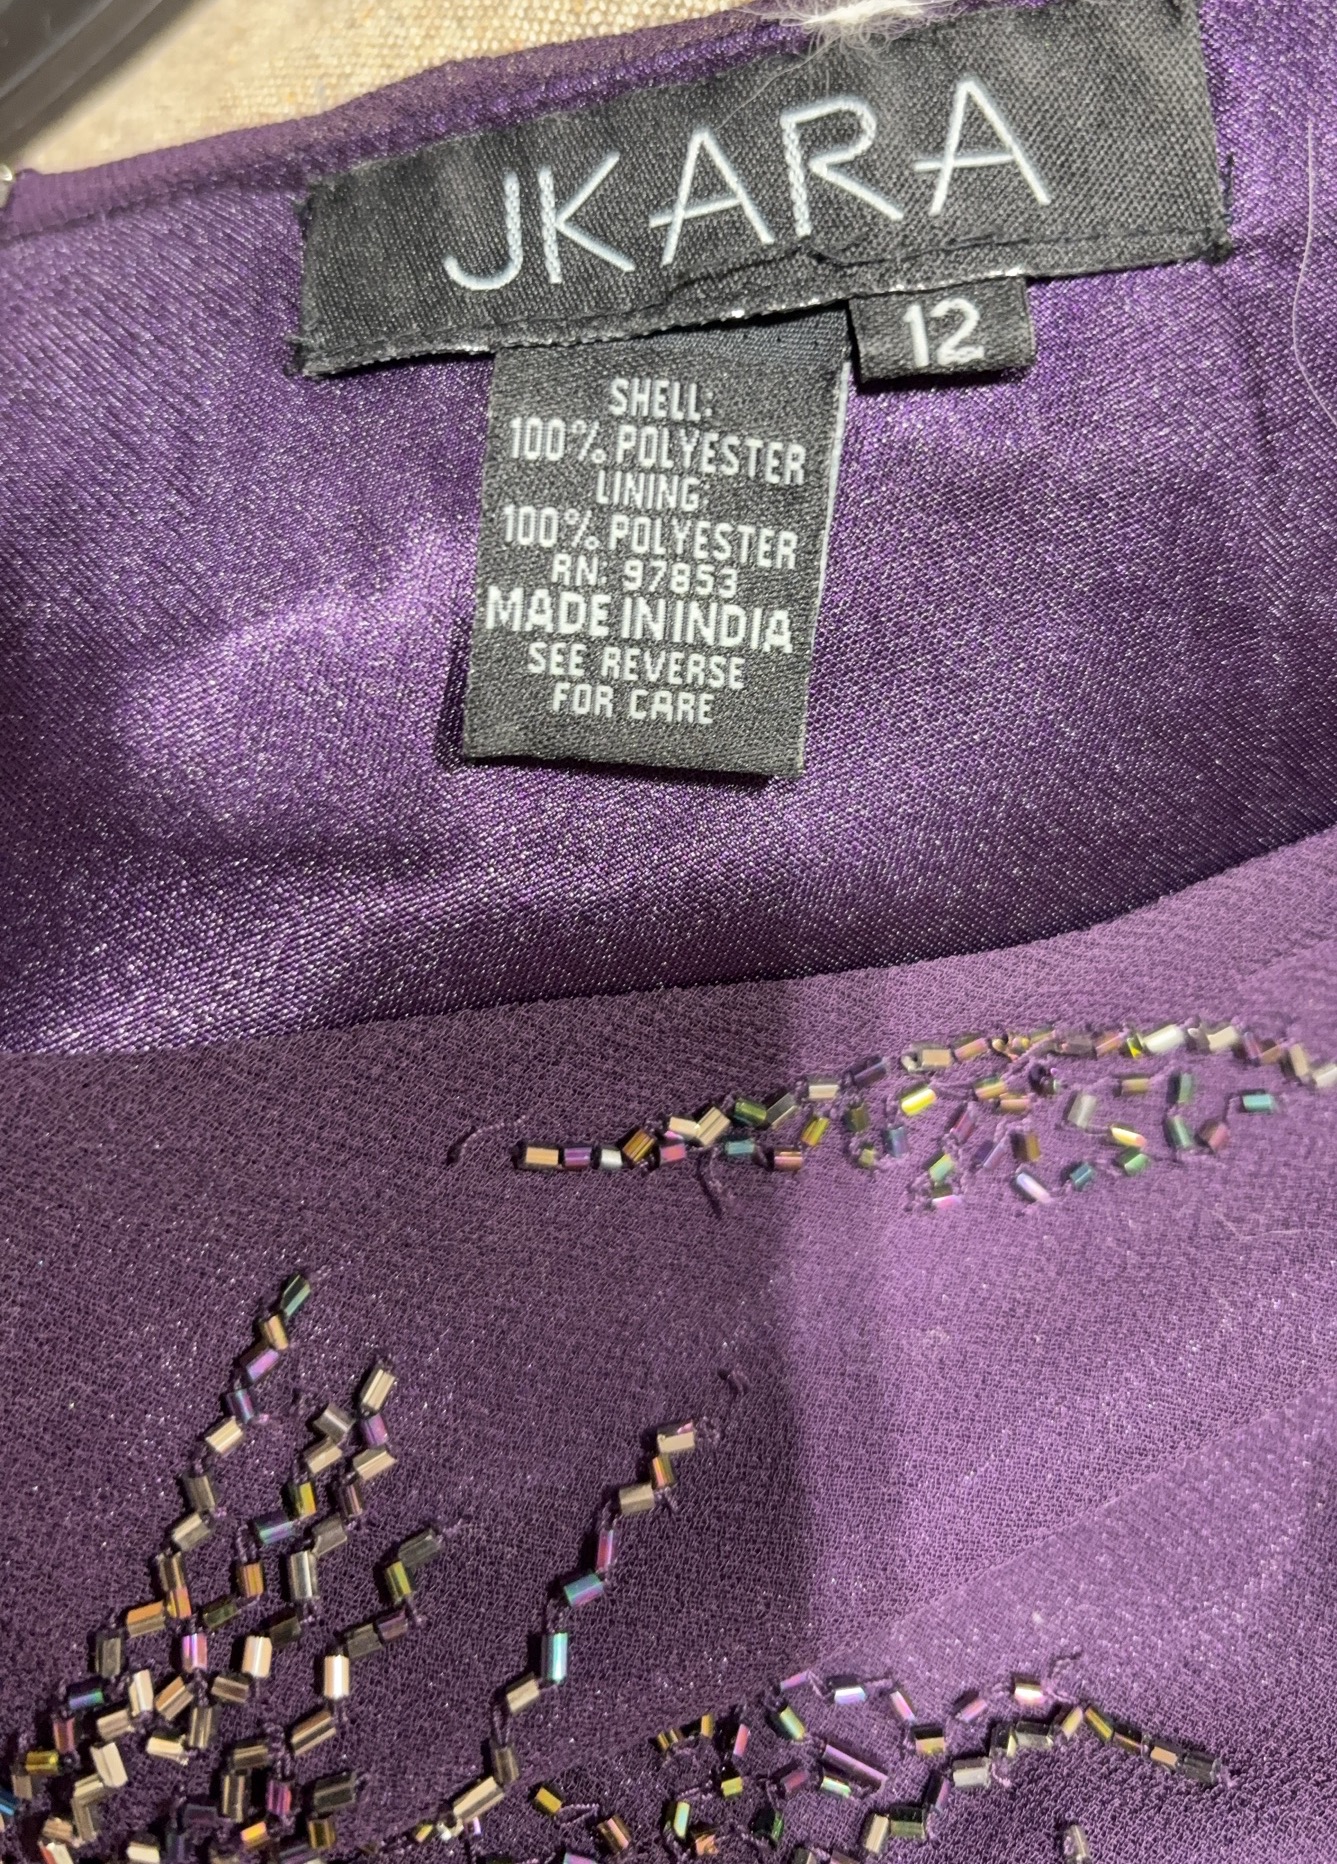 JKARA
12
SHELL:
100% POLYESTER
LINING:
100% POLYESTER
RN: 97853
MADE IN INDIA
SEE REVERSE
FOR CARE